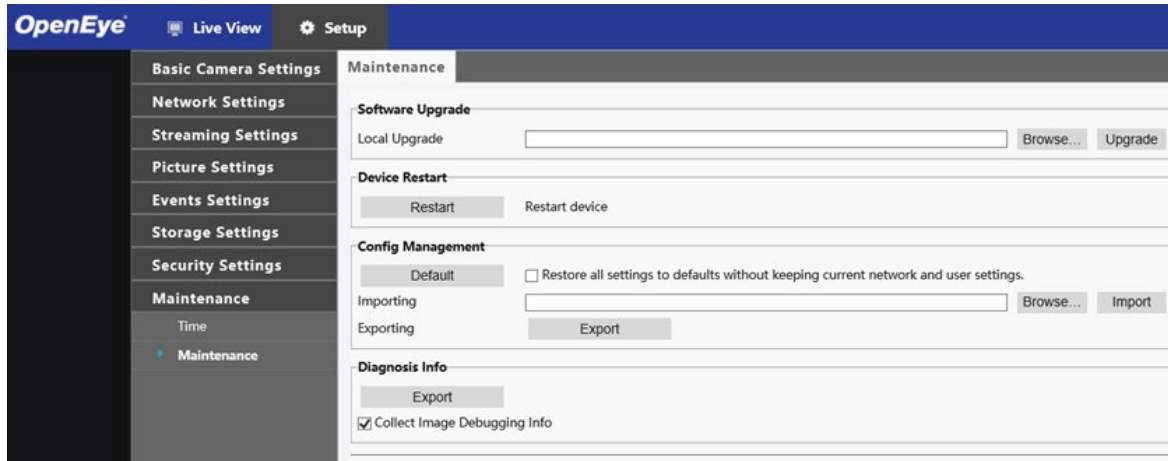 OpenEye Live View Setup
Basic Camera Settings
Network Settings
Streaming Settings
Picture Settings
Events Settings
Storage Settings
Security Settings
Maintenance
Time
Maintenance
Maintenance
Software Upgrade
Local Upgrade Browse... Upgrade
Device Restart
Restart Restart device
Config Management
Default Restore all settings to defaults without keeping current network and user settings.
Importing Browse... Import
Exporting Export
Diagnosis Info
Export
Collect Image Debugging Info